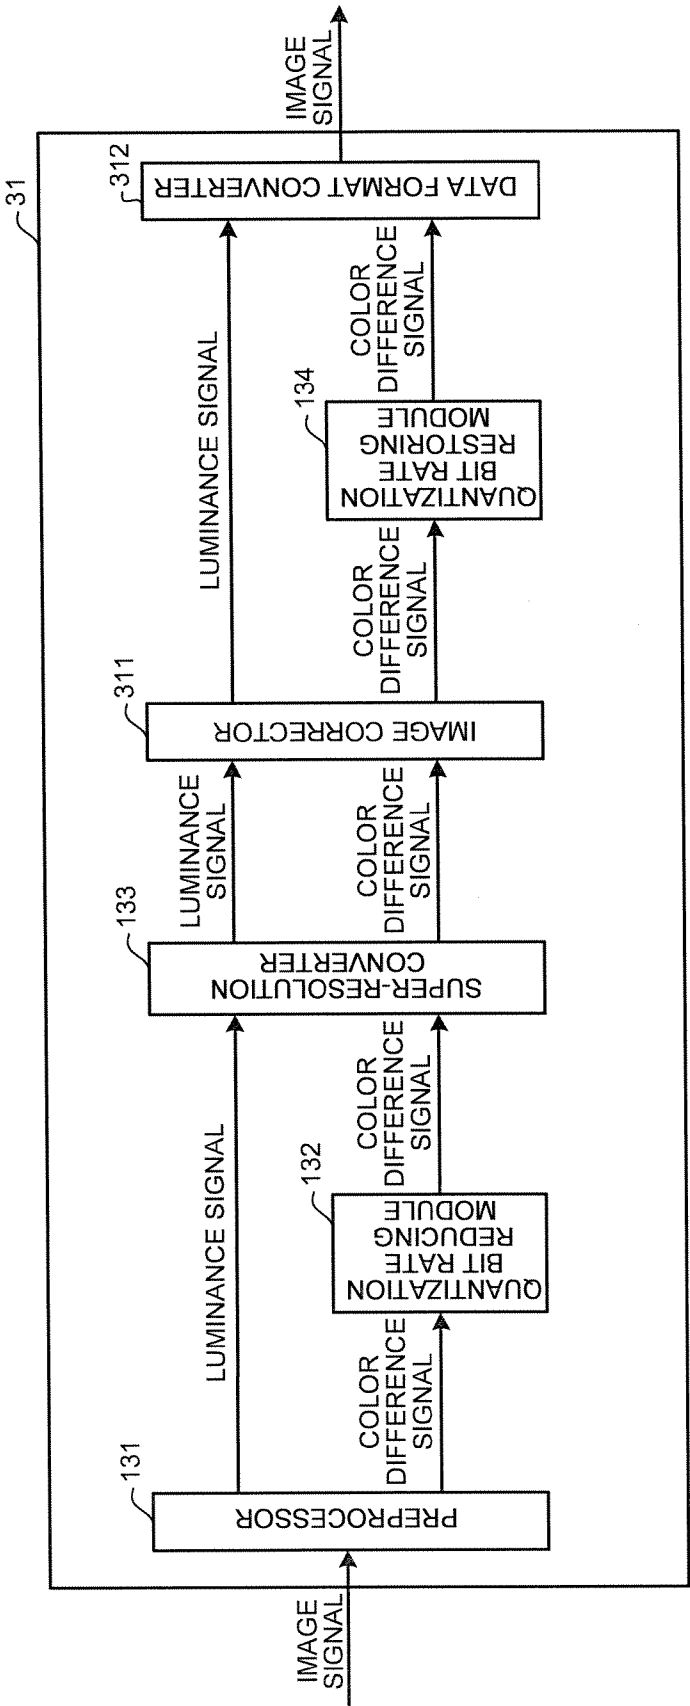 31
IMAGE
SIGNAL
131
PREPROCESSOR
LUMINANCE SIGNAL
COLOR
DIFFERENCE
SIGNAL
132
QUANTIZATION
BIT RATE
REDUCING
MODULE
COLOR
DIFFERENCE
SIGNAL
133
SUPER-RESOLUTION
CONVERTER
LUMINANCE
SIGNAL
COLOR
DIFFERENCE
SIGNAL
311
IMAGE CORRECTOR
LUMINANCE SIGNAL
COLOR
DIFFERENCE
SIGNAL
134
QUANTIZATION
BIT RATE
RESTORING
MODULE
COLOR
DIFFERENCE
SIGNAL
312
DATA FORMAT CONVERTER
IMAGE
SIGNAL